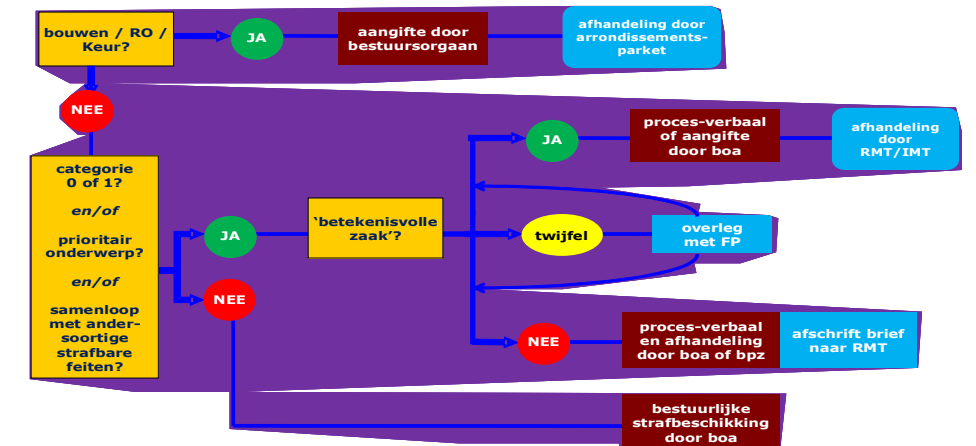 bouwen / RO /
Keur?
JA
aangifte door
bestuursorgaan
afhandeling door
arrondissements-
parket
NEE
categorie
0 of 1?
en/of
prioritair
onderwerp?
en/of
samenloop
met ander-
soortige
strafbare
feiten?
JA
NEE
‘betekenisvolle
zaak’?
JA
proces-verbaal
of aangifte
door boa
afhandeling
door
RMT/IMT
twijfel
overleg
met FP
NEE
proces-verbaal
en afhandeling
door boa of bpz
afschrift brief
naar RMT
bestuurlijke
strafbeschikking
door boa